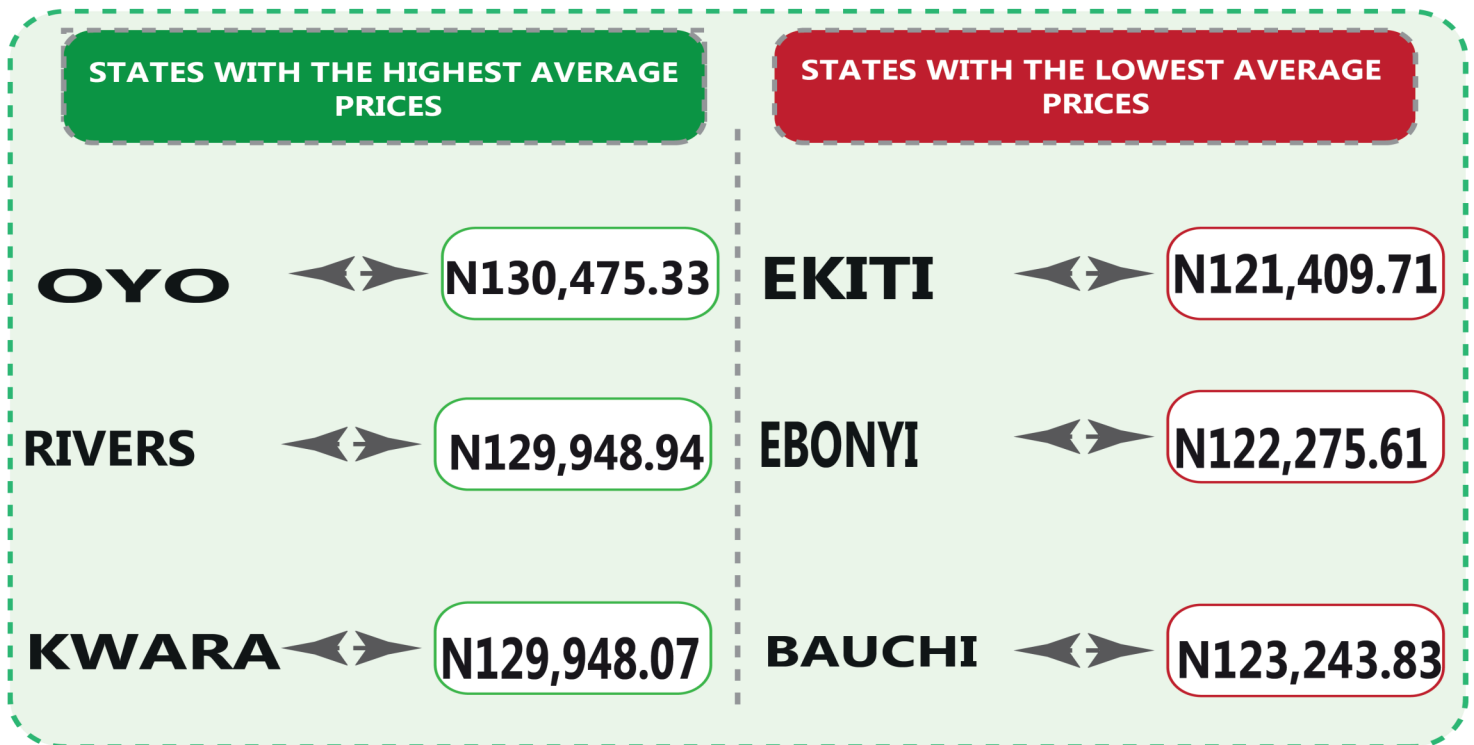 STATES WITH THE HIGHEST AVERAGE
PRICES
OYO N130,475.33
RIVERS N129,948.94
KWARA N129,948.07
STATES WITH THE LOWEST AVERAGE
PRICES
EKITI N121,409.71
EBONYI N122,275.61
BAUCHI N123,243.83